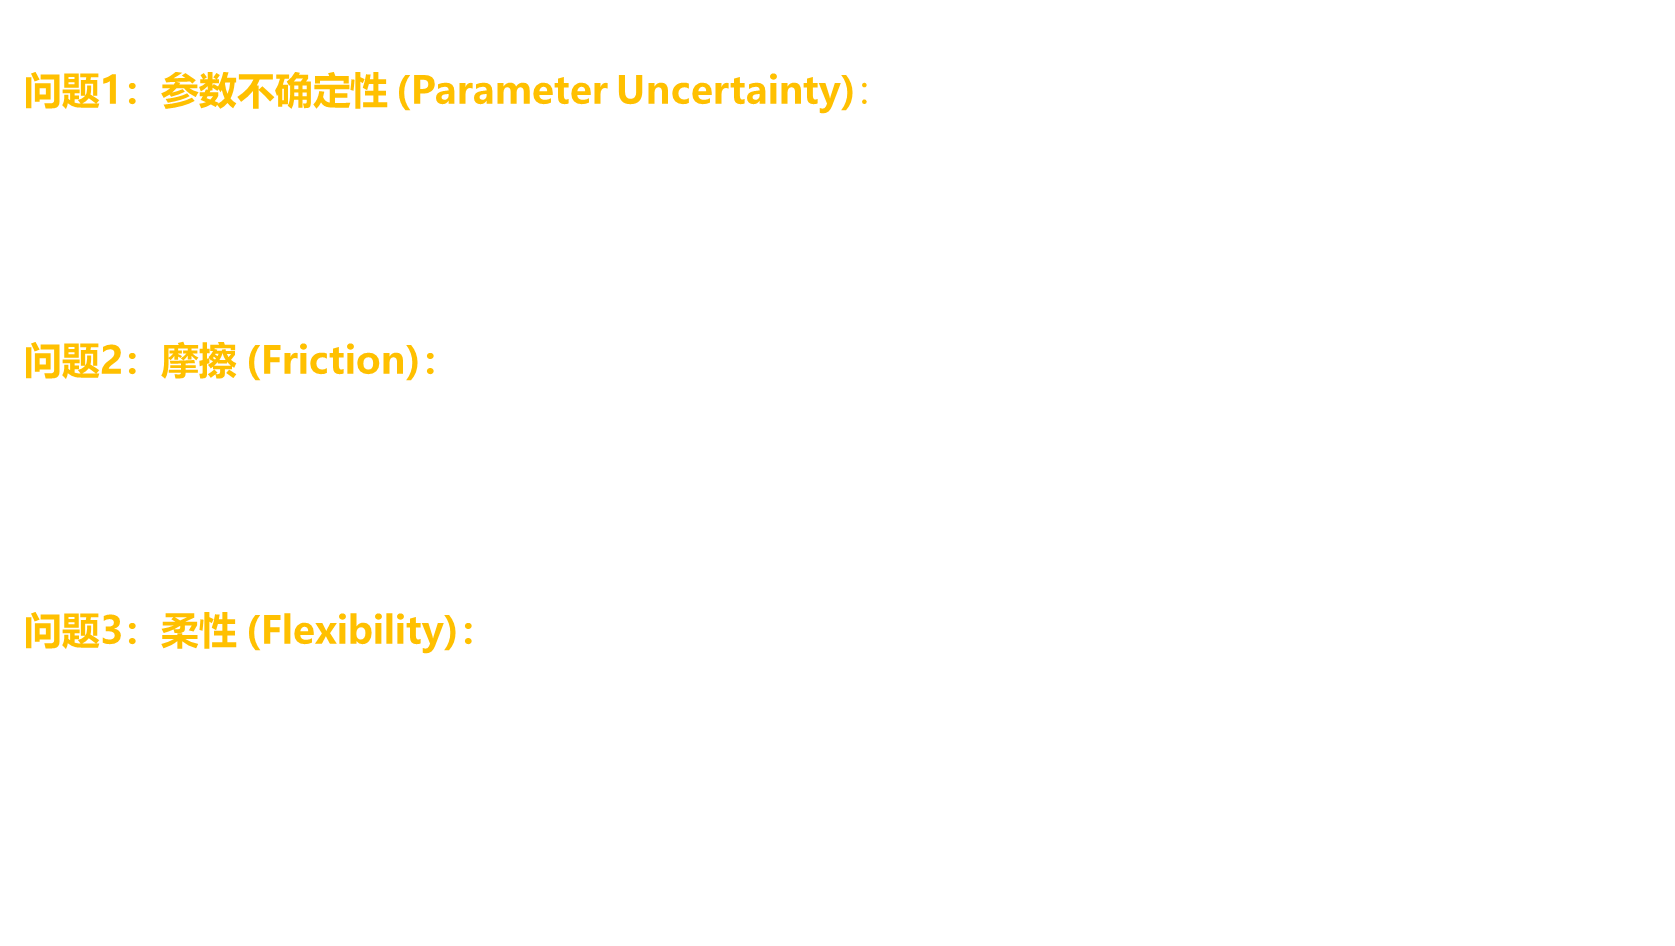 问题1：参数不确定性 (Parameter Uncertainty)：
问题2：摩擦 (Friction)：
问题3：柔性 (Flexibility)：